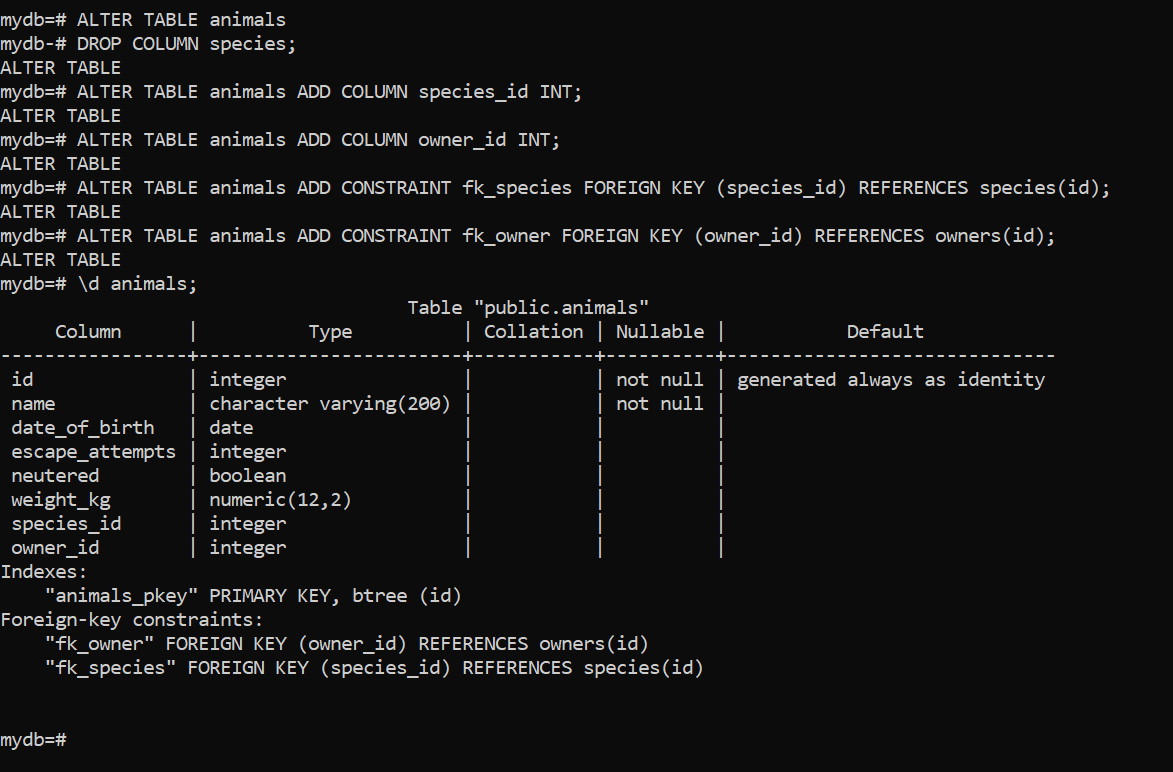 mydb=# ALTER TABLE animals
mydb-# DROP COLUMN species;
ALTER TABLE
mydb=# ALTER TABLE animals ADD COLUMN species_id INT;
ALTER TABLE
mydb=# ALTER TABLE animals ADD COLUMN owner_id INT;
ALTER TABLE
mydb=# ALTER TABLE animals ADD CONSTRAINT fk_species FOREIGN KEY (species_id) REFERENCES species(id);
ALTER TABLE
mydb=# ALTER TABLE animals ADD CONSTRAINT fk_owner FOREIGN KEY (owner_id) REFERENCES owners(id);
ALTER TABLE
mydb=# \d animals;
                                     Table "public.animals"
     Column      |          Type          | Collation | Nullable |           Default
-----------------+------------------------+-----------+----------+------------------------------
 id              | integer                |           | not null | generated always as identity
 name            | character varying(200) |           | not null |
 date_of_birth   | date                   |           |          |
 escape_attempts | integer                |           |          |
 neutered        | boolean                |           |          |
 weight_kg       | numeric(12,2)          |           |          |
 species_id      | integer                |           |          |
 owner_id        | integer                |           |          |
Indexes:
    "animals_pkey" PRIMARY KEY, btree (id)
Foreign-key constraints:
    "fk_owner" FOREIGN KEY (owner_id) REFERENCES owners(id)
    "fk_species" FOREIGN KEY (species_id) REFERENCES species(id)
mydb=#